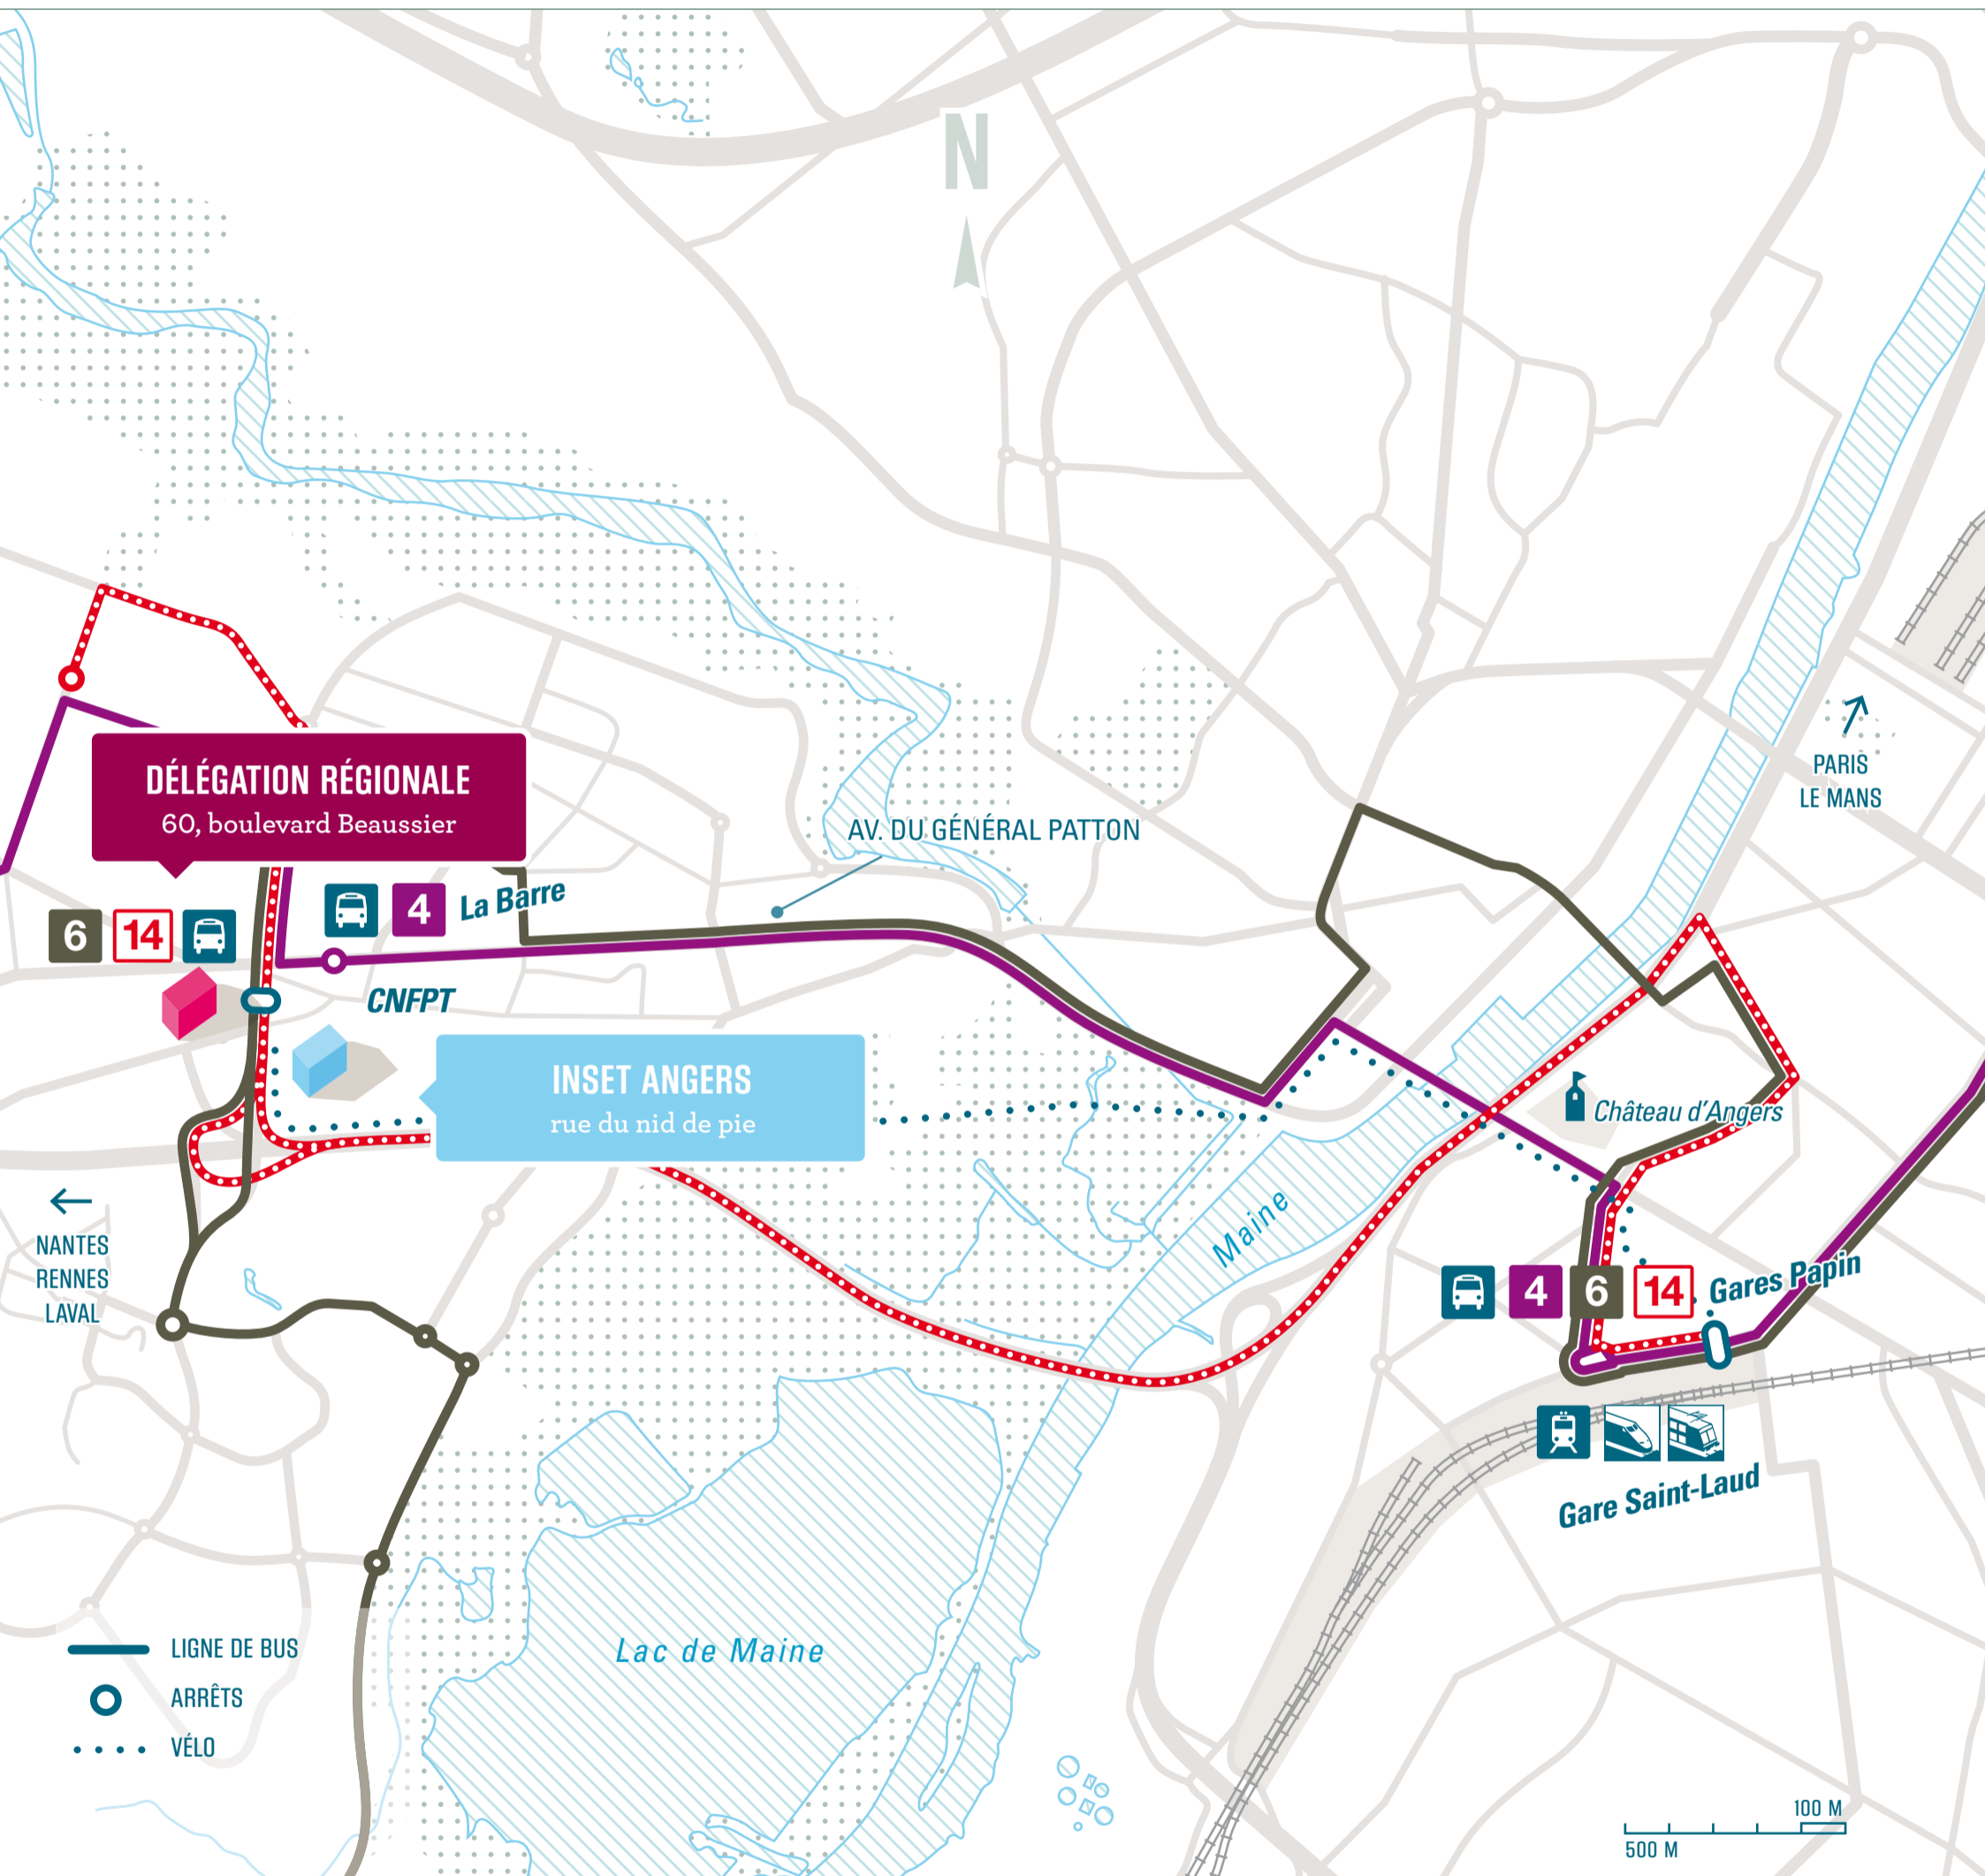 N
PARIS
LE MANS
DÉLÉGATION RÉGIONALE
60, boulevard Beaussier
AV. DU GÉNÉRAL PATTON
4
La Barre
6
14
CNFPT
INSET ANGERS
rue du nid de pie
Château d'Angers
Maine
NANTES
RENNES
LAVAL
4
6
14
Gares Papin
Gare Saint-Laud
Lac de Maine
LIGNE DE BUS
ARRÊTS
VÉLO
100 M
500 M